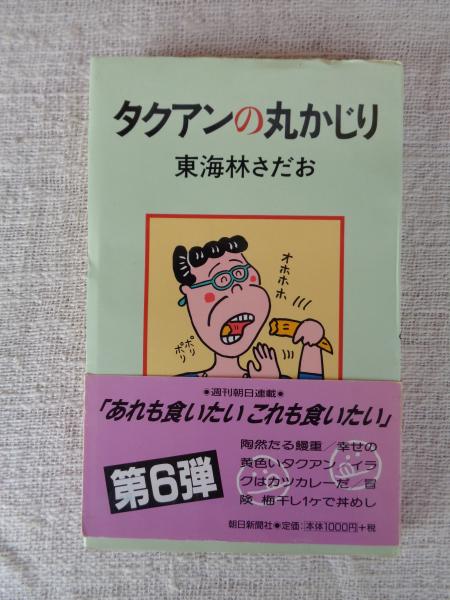 タクアンの丸かじり
東海林さだお
オホホホ
ポリ
ポリ
●週刊朝日連載●
「あれも食いたい これも食いたい」
第6弾
陶然たる鰻重/幸せの
黄色いタクアン/イラ
クはカツカレーだ/冒
険 梅干し1ヶで丼めし
朝日新聞社●定価:本体1000円+税